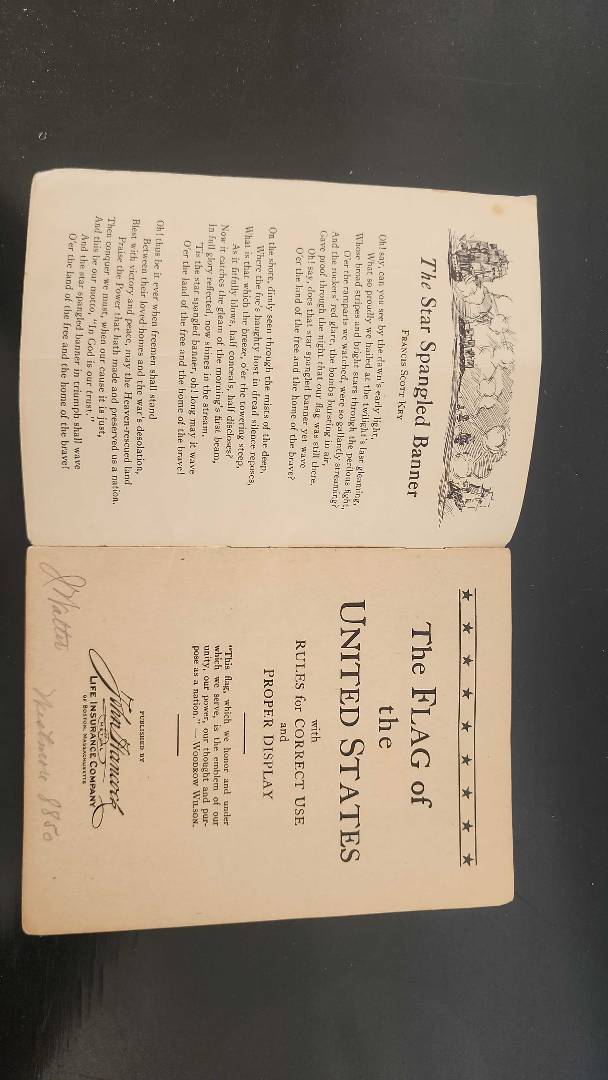 The Star Spangled Banner
FRANCIS SCOTT KEY
Oh! say, can you see by the dawn's early light,
What so proudly we hailed at the twilight's last gleaming,
Whose broad stripes and bright stars through the perilous fight,
O'er the ramparts we watched, were so gallantly streaming?
And the rockets' red glare, the bombs bursting in air,
Gave proof through the night that our flag was still there.
Oh! say, does that star spangled banner yet wave
O'er the land of the free and the home of the brave?
On the shore, dimly seen through the mists of the deep,
Where the foe's haughty host in dread silence reposes,
What is that which the breeze, o'er the towering steep,
As it fitfully blows, half conceals, half discloses?
Now it catches the gleam of the morning's first beam,
In full glory reflected, now shines in the stream.
'Tis the star spangled banner; oh! long may it wave
O'er the land of the free and the home of the brave!
Oh! thus be it ever when freemen shall stand
Between their loved homes and the war's desolation,
Blest with victory and peace, may the Heaven-rescued land
Praise the Power that hath made and preserved us a nation.
Then conquer we must, when our cause it is just,
And this be our motto, "In God is our trust."
And the star spangled banner in triumph shall wave
O'er the land of the free and the home of the brave!
The FLAG of
the
UNITED STATES
with
RULES for CORRECT USE
and
PROPER DISPLAY
"This flag, which we honor and under
which we serve, is the emblem of our
unity, our power, our thought and pur-
pose as a nation." — WOODROW WILSON.
PUBLISHED BY
John Hancock
MUTUAL
LIFE INSURANCE COMPANY
OF BOSTON, MASSACHUSETTS
J Walter
8850